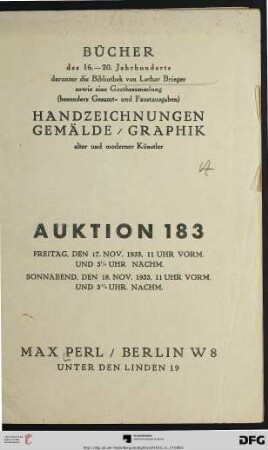 BÜCHER
des 16.—20. Jahrhunderts
darunter die Bibliothek von Lothar Brieger
sowie eine Goethesammlung
(besonders Gesamt- und Faustausgaben)
HANDZEICHNUNGEN
GEMÄLDE / GRAPHIK
alter und moderner Künstler
AUKTION 183
FREITAG, DEN 17. NOV. 1933, 11 UHR VORM.
UND 3½ UHR NACHM.
SONNABEND, DEN 18. NOV. 1933, 11 UHR VORM.
UND 3½ UHR NACHM.
MAX PERL / BERLIN W 8
UNTER DEN LINDEN 19
DFG